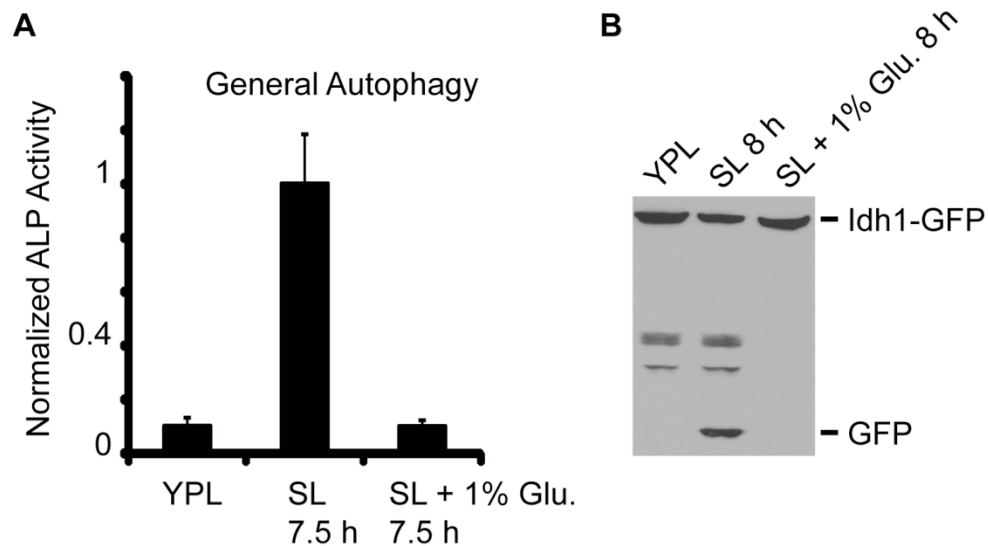 A
General Autophagy
Normalized ALP Activity
1
0.4
0
YPL
SL
7.5 h
SL + 1% Glu.
7.5 h
B
YPL
SL 8 h
SL + 1% Glu. 8 h
Idh1-GFP
GFP